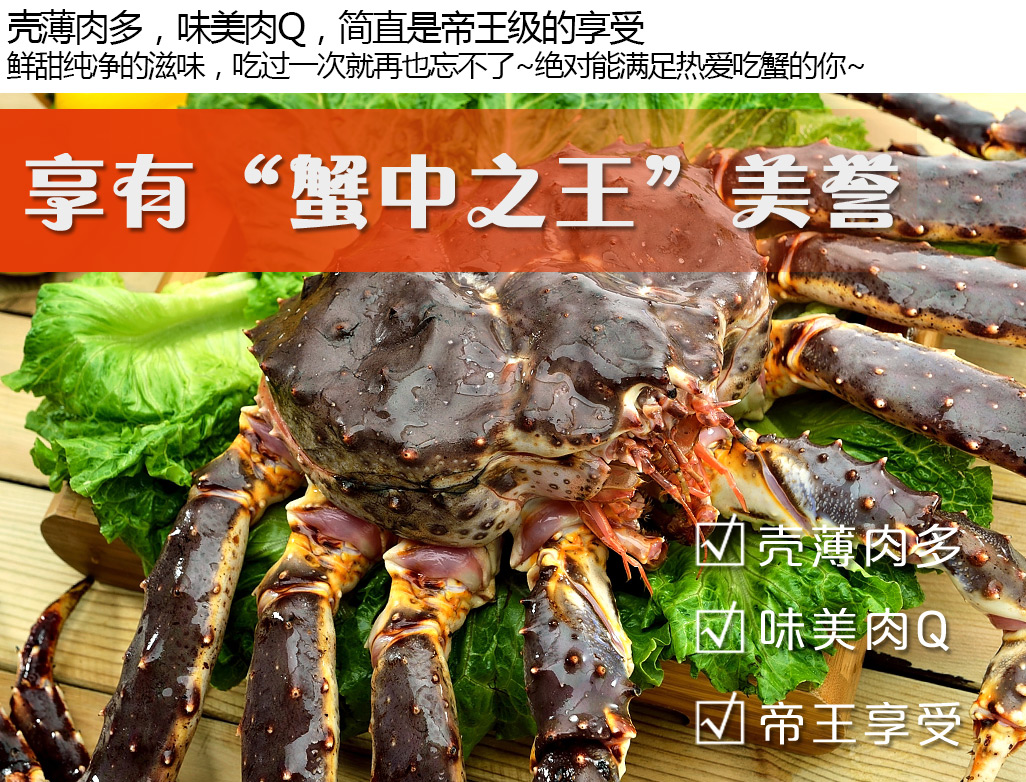 壳薄肉多，味美肉Q，简直是帝王级的享受
鲜甜纯净的滋味，吃过一次就再也忘不了~绝对能满足热爱吃蟹的你~
享有“蟹中之王”美誉
壳薄肉多
味美肉Q
帝王享受